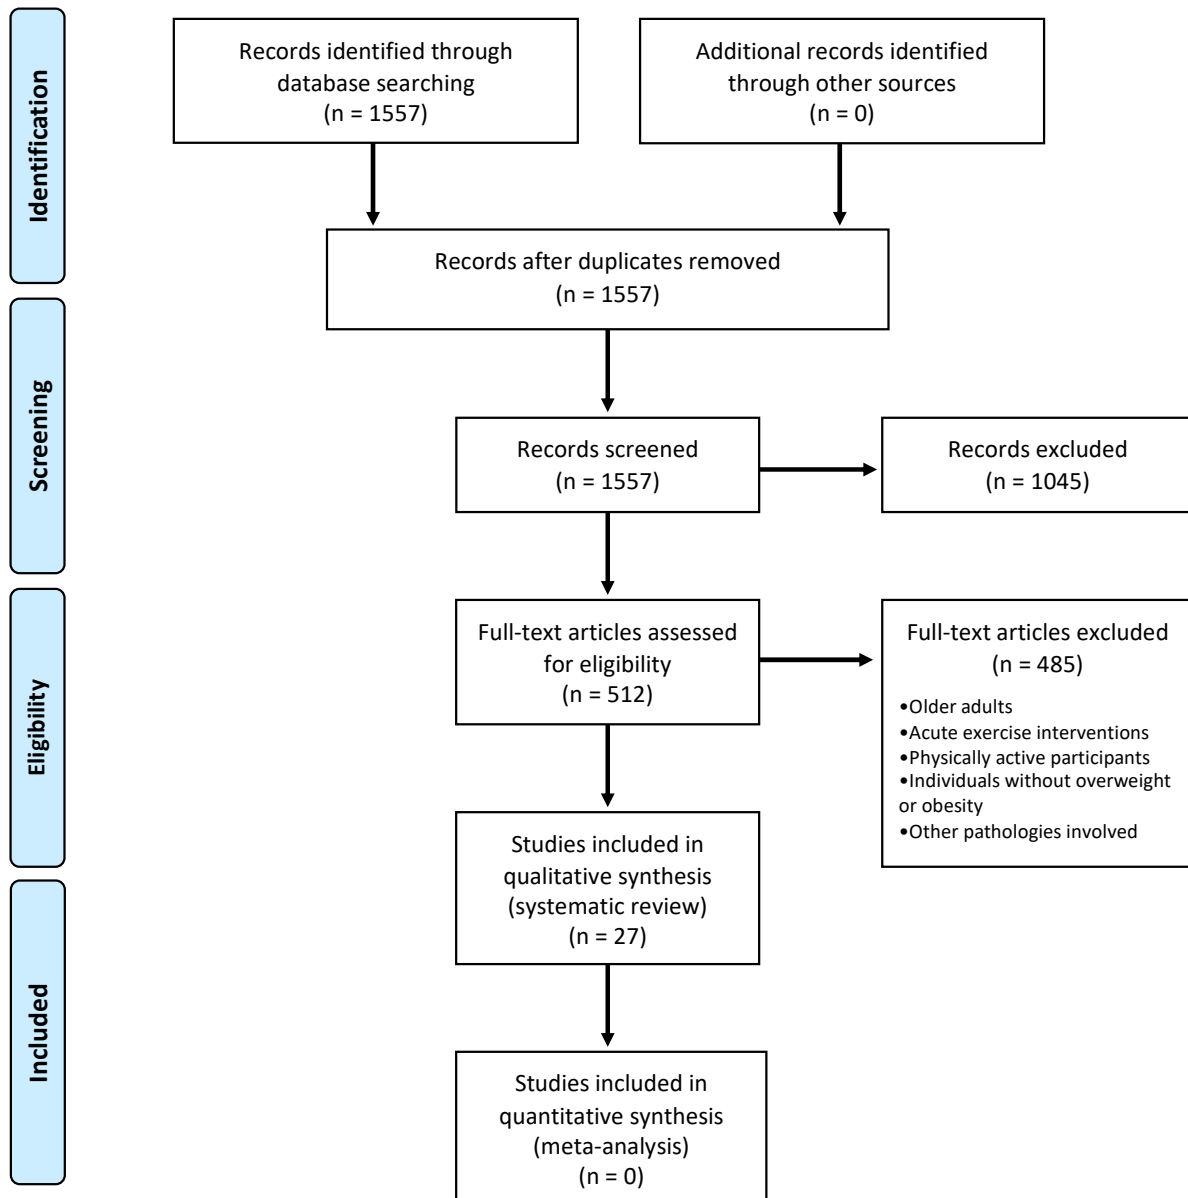 Identification
Records identified through
database searching
(n = 1557)
Additional records identified
through other sources
(n = 0)
Records after duplicates removed
(n = 1557)
Screening
Records screened
(n = 1557)
Records excluded
(n = 1045)
Eligibility
Full-text articles assessed
for eligibility
(n = 512)
Full-text articles excluded
(n = 485)
•Older adults
•Acute exercise interventions
•Physically active participants
•Individuals without overweight
or obesity
•Other pathologies involved
Studies included in
qualitative synthesis
(systematic review)
(n = 27)
Included
Studies included in
quantitative synthesis
(meta-analysis)
(n = 0)